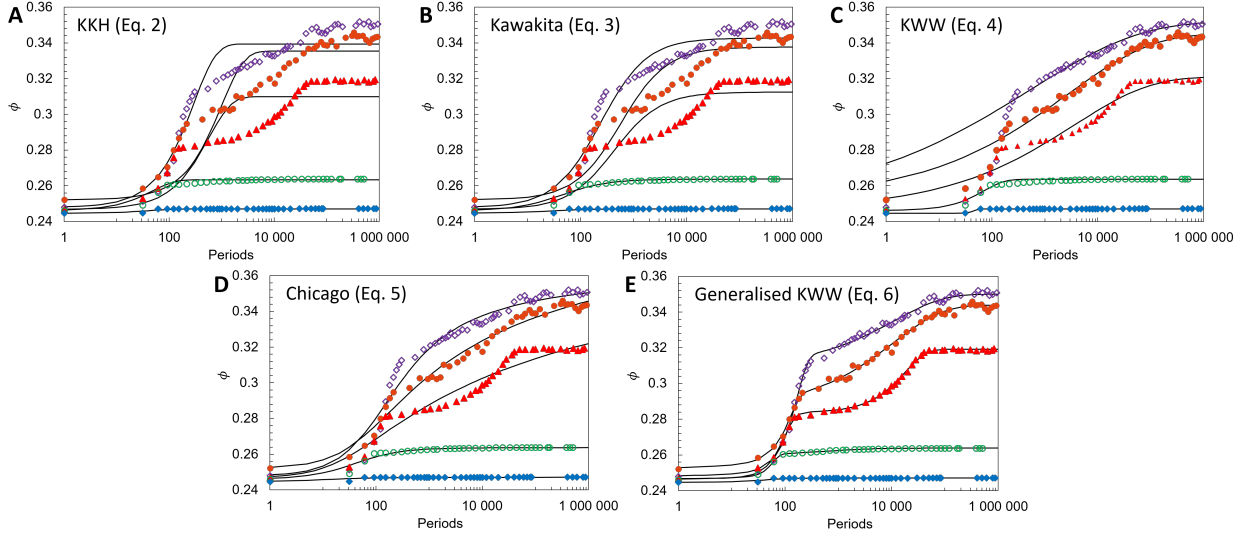 A
KKH (Eq. 2)
0.36
0.34
0.32
0.3
0.28
0.26
0.24
ϕ
1
100
10 000
1 000 000
Periods
B
Kawakita (Eq. 3)
0.36
0.34
0.32
0.3
0.28
0.26
0.24
ϕ
1
100
10 000
1 000 000
Periods
C
KWW (Eq. 4)
0.36
0.34
0.32
0.3
0.28
0.26
0.24
ϕ
1
100
10 000
1 000 000
Periods
D
Chicago (Eq. 5)
0.36
0.34
0.32
0.3
0.28
0.26
0.24
ϕ
1
100
10 000
1 000 000
Periods
E
Generalised KWW (Eq. 6)
0.36
0.34
0.32
0.3
0.28
0.26
0.24
ϕ
1
100
10 000
1 000 000
Periods